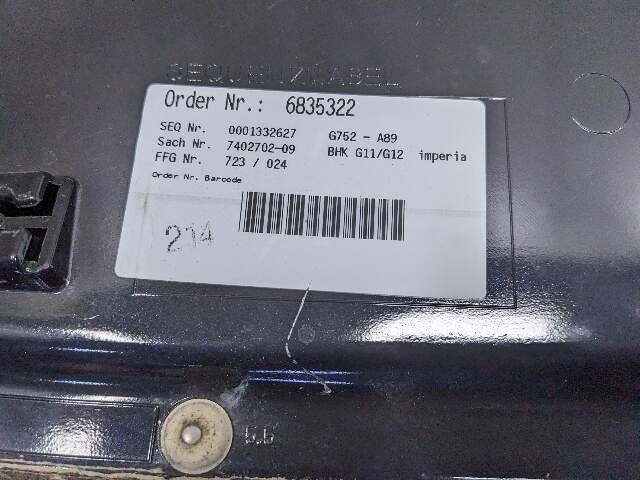 SEQUENZLABEL
Order Nr.: 6835322
SEQ Nr. 0001332627 G752 - A89
Sach Nr. 7402702-09 BHK G11/G12 imperia
FFG Nr. 723 / 024
Order Nr. Barcode
214